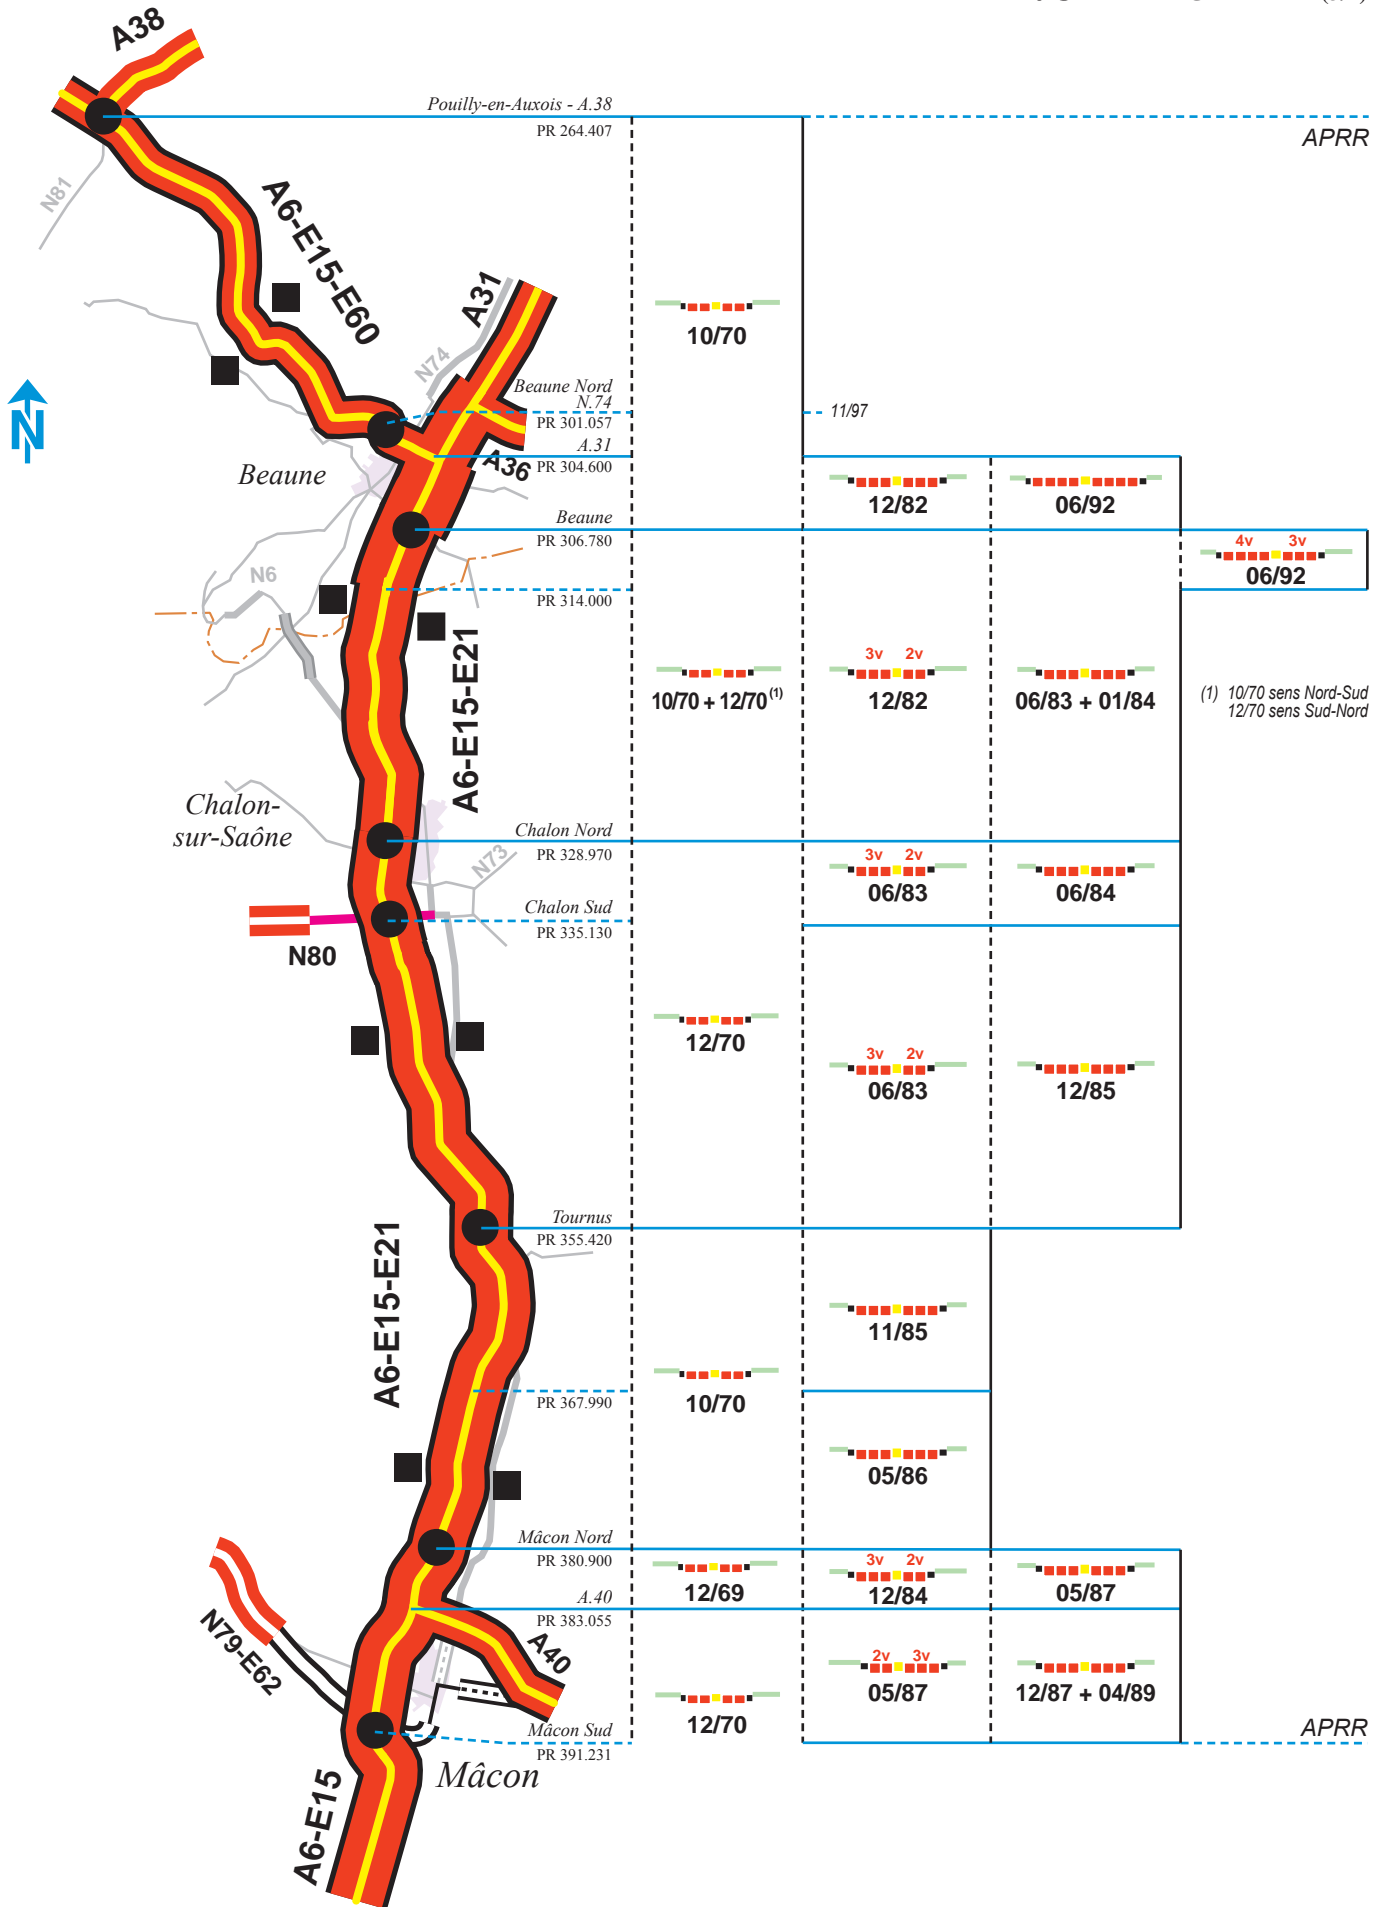 A38
Pouilly-en-Auxois - A.38
PR 264.407
APRR
N81
A6-E15-E60
A31
N74
10/70
Beaune Nord
N.74
PR 301.057
11/97
A.31
PR 304.600
A36
N
Beaune
12/82
06/92
Beaune
PR 306.780
4v 3v
06/92
N6
PR 314.000
A6-E15-E21
10/70 + 12/70(1)
3v 2v
12/82
06/83 + 01/84
(1) 10/70 sens Nord-Sud
12/70 sens Sud-Nord
Chalon-
sur-Saône
Chalon Nord
PR 328.970
N73
3v 2v
06/83
06/84
Chalon Sud
PR 335.130
N80
12/70
3v 2v
06/83
12/85
Tournus
PR 355.420
A6-E15-E21
11/85
10/70
PR 367.990
05/86
Mâcon Nord
PR 380.900
12/69
3v 2v
12/84
05/87
A.40
PR 383.055
N79-E62
A40
2v 3v
05/87
12/87 + 04/89
12/70
Mâcon Sud
PR 391.231
APRR
Mâcon
A6-E15